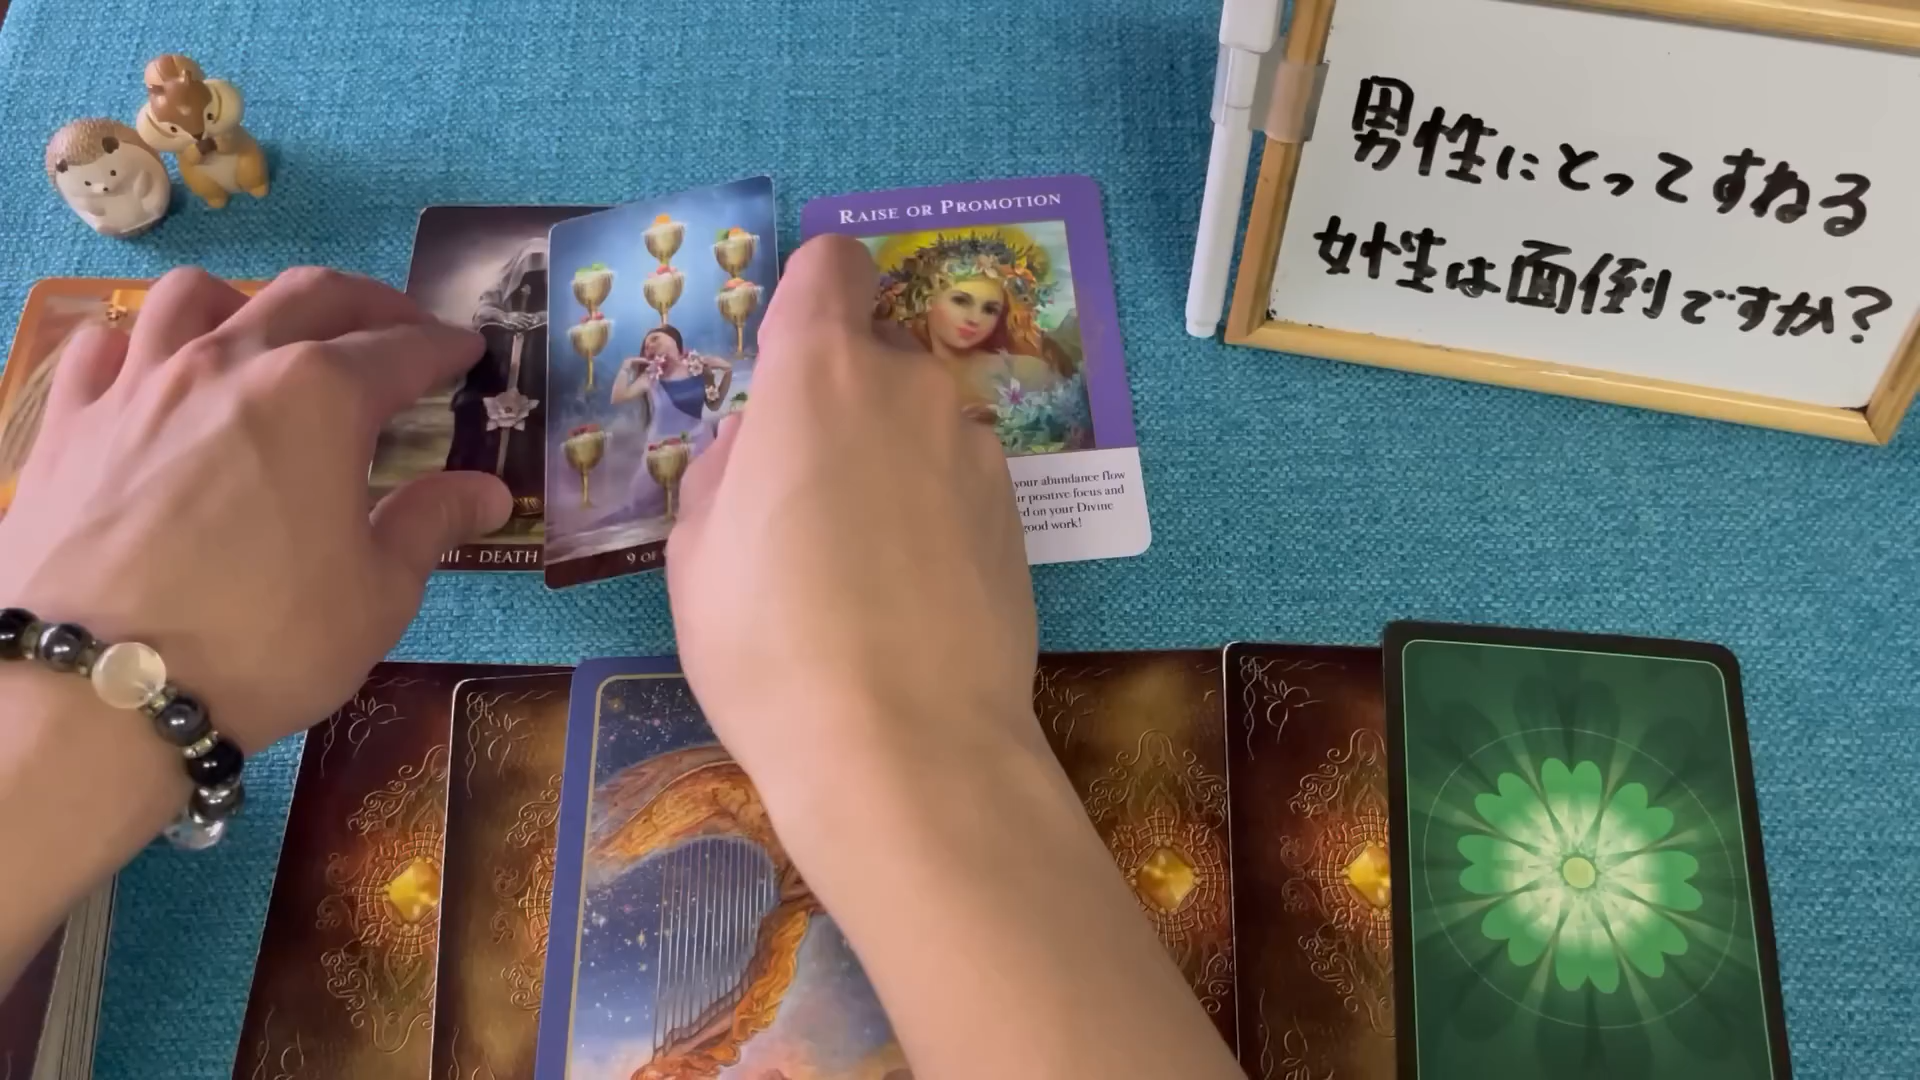 男性にとってすねる
女性は面倒ですか?
RAISE OR PROMOTION
your abundance flow
positive focus and
on your Divine
good work!
III - DEATH
9 OF